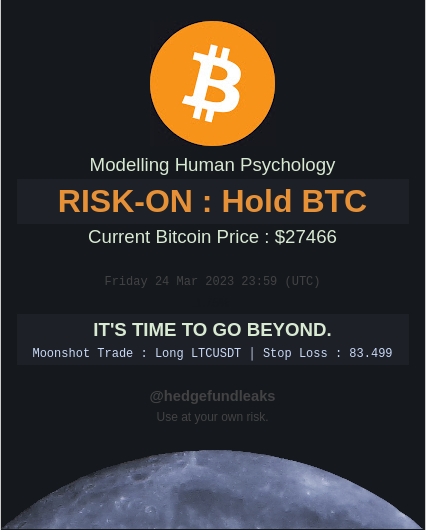 Modelling Human Psychology
RISK-ON : Hold BTC
Current Bitcoin Price : $27466
Friday 24 Mar 2023 23:59 (UTC)
IT'S TIME TO GO BEYOND.
Moonshot Trade : Long LTCUSDT | Stop Loss : 83.499
@hedgefundleaks
Use at your own risk.